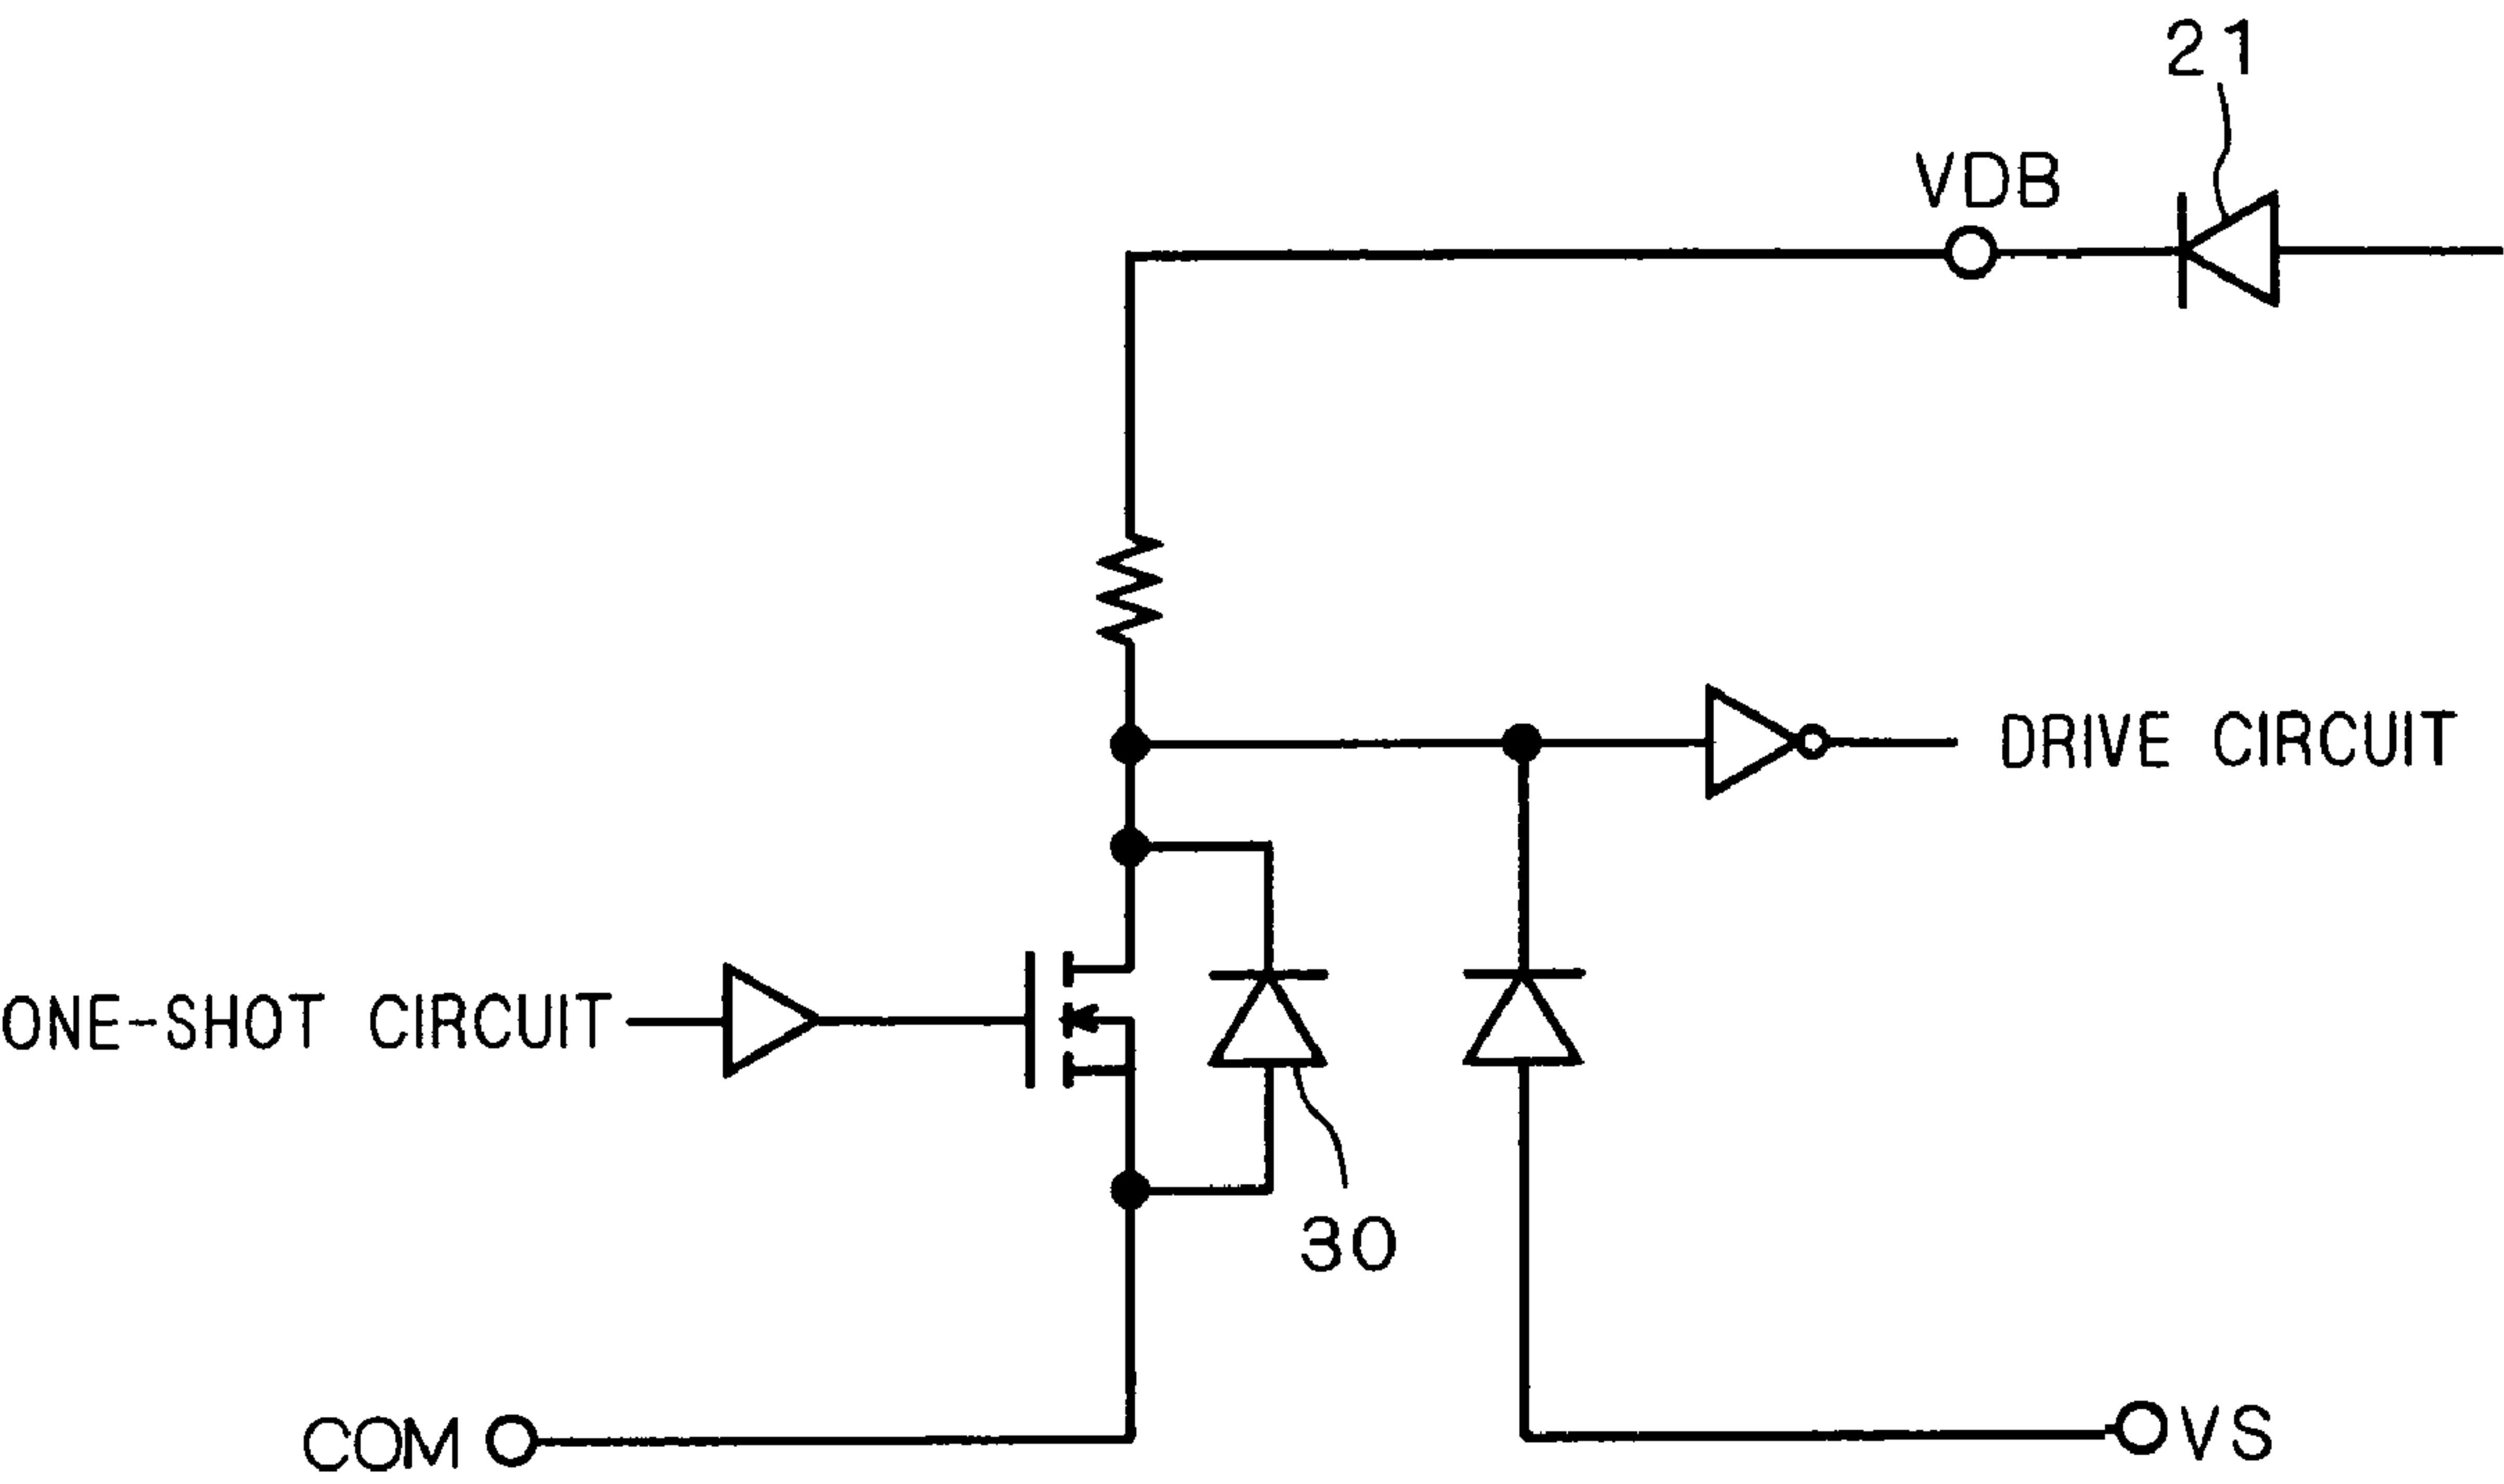 21
VDB
DRIVE CIRCUIT
ONE-SHOT CIRCUIT
30
COM
VS